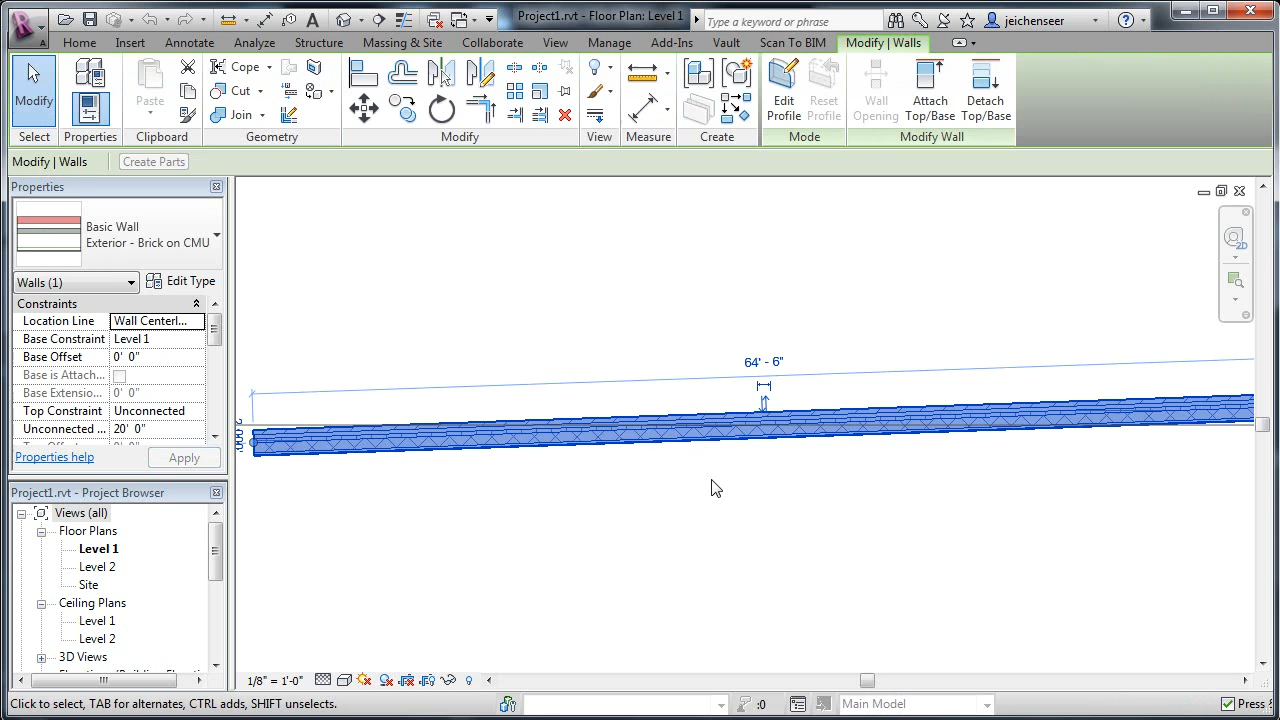 Project1.rvt - Floor Plan: Level 1
Type a keyword or phrase
jeichenseer
Home Insert Annotate Analyze Structure Massing & Site Collaborate View Manage Add-Ins Vault Scan To BIM Modify | Walls
Modify
Paste
Cope
Cut
Join
Edit Profile
Reset Profile
Wall Opening
Attach Top/Base
Detach Top/Base
Select Properties Clipboard Geometry Modify View Measure Create Mode Modify Wall
Modify | Walls Create Parts
Properties
Basic Wall
Exterior - Brick on CMU
Walls (1) Edit Type
Constraints
Location Line Wall Centerl...
Base Constraint Level 1
Base Offset 0' 0"
Base is Attach...
Base Extensio... 0' 0"
Top Constraint Unconnected
Unconnected ... 20' 0"
Properties help Apply
64' - 6"
Project1.rvt - Project Browser
Views (all)
Floor Plans
Level 1
Level 2
Site
Ceiling Plans
Level 1
Level 2
3D Views
1/8" = 1'-0"
Click to select, TAB for alternates, CTRL adds, SHIFT unselects.
:0
Main Model
Press
2D